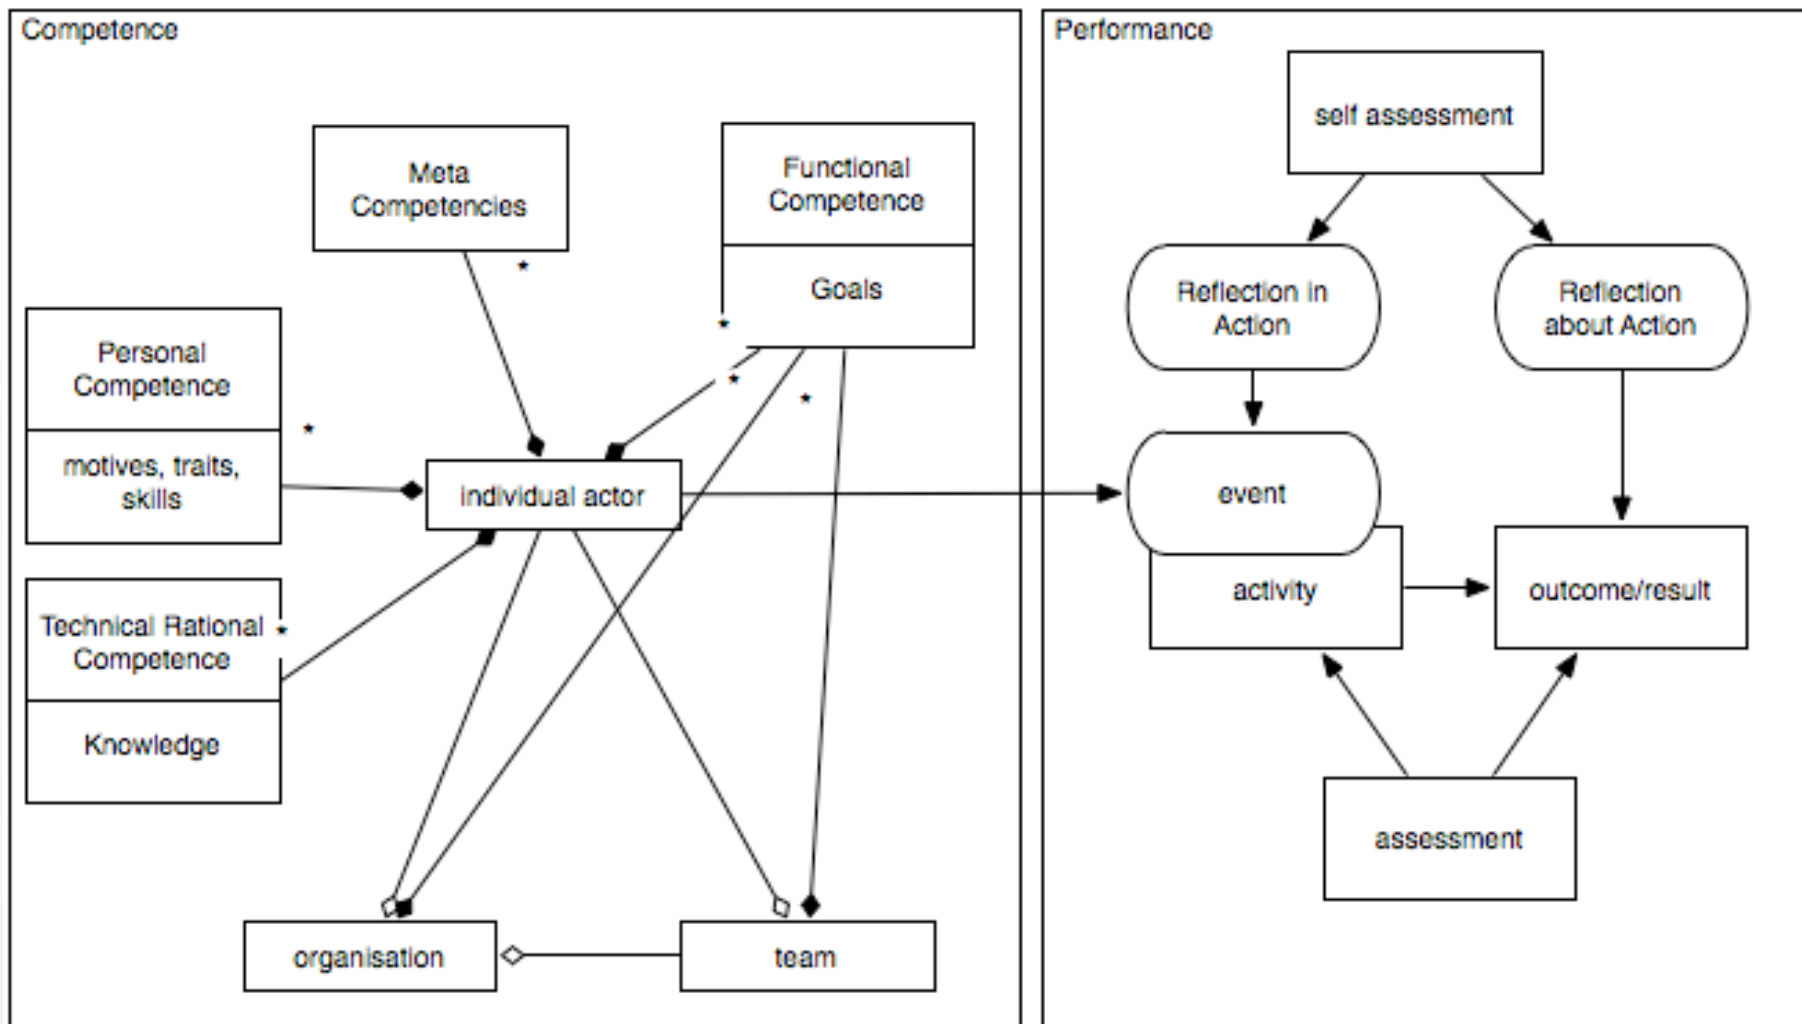 Competence
Meta
Competencies
*
Functional
Competence
Goals
*
*
*
Personal
Competence
motives, traits,
skills
*
individual actor
Technical Rational
Competence
*
Knowledge
organisation
team
Performance
self assessment
Reflection in
Action
Reflection
about Action
event
activity
outcome/result
assessment